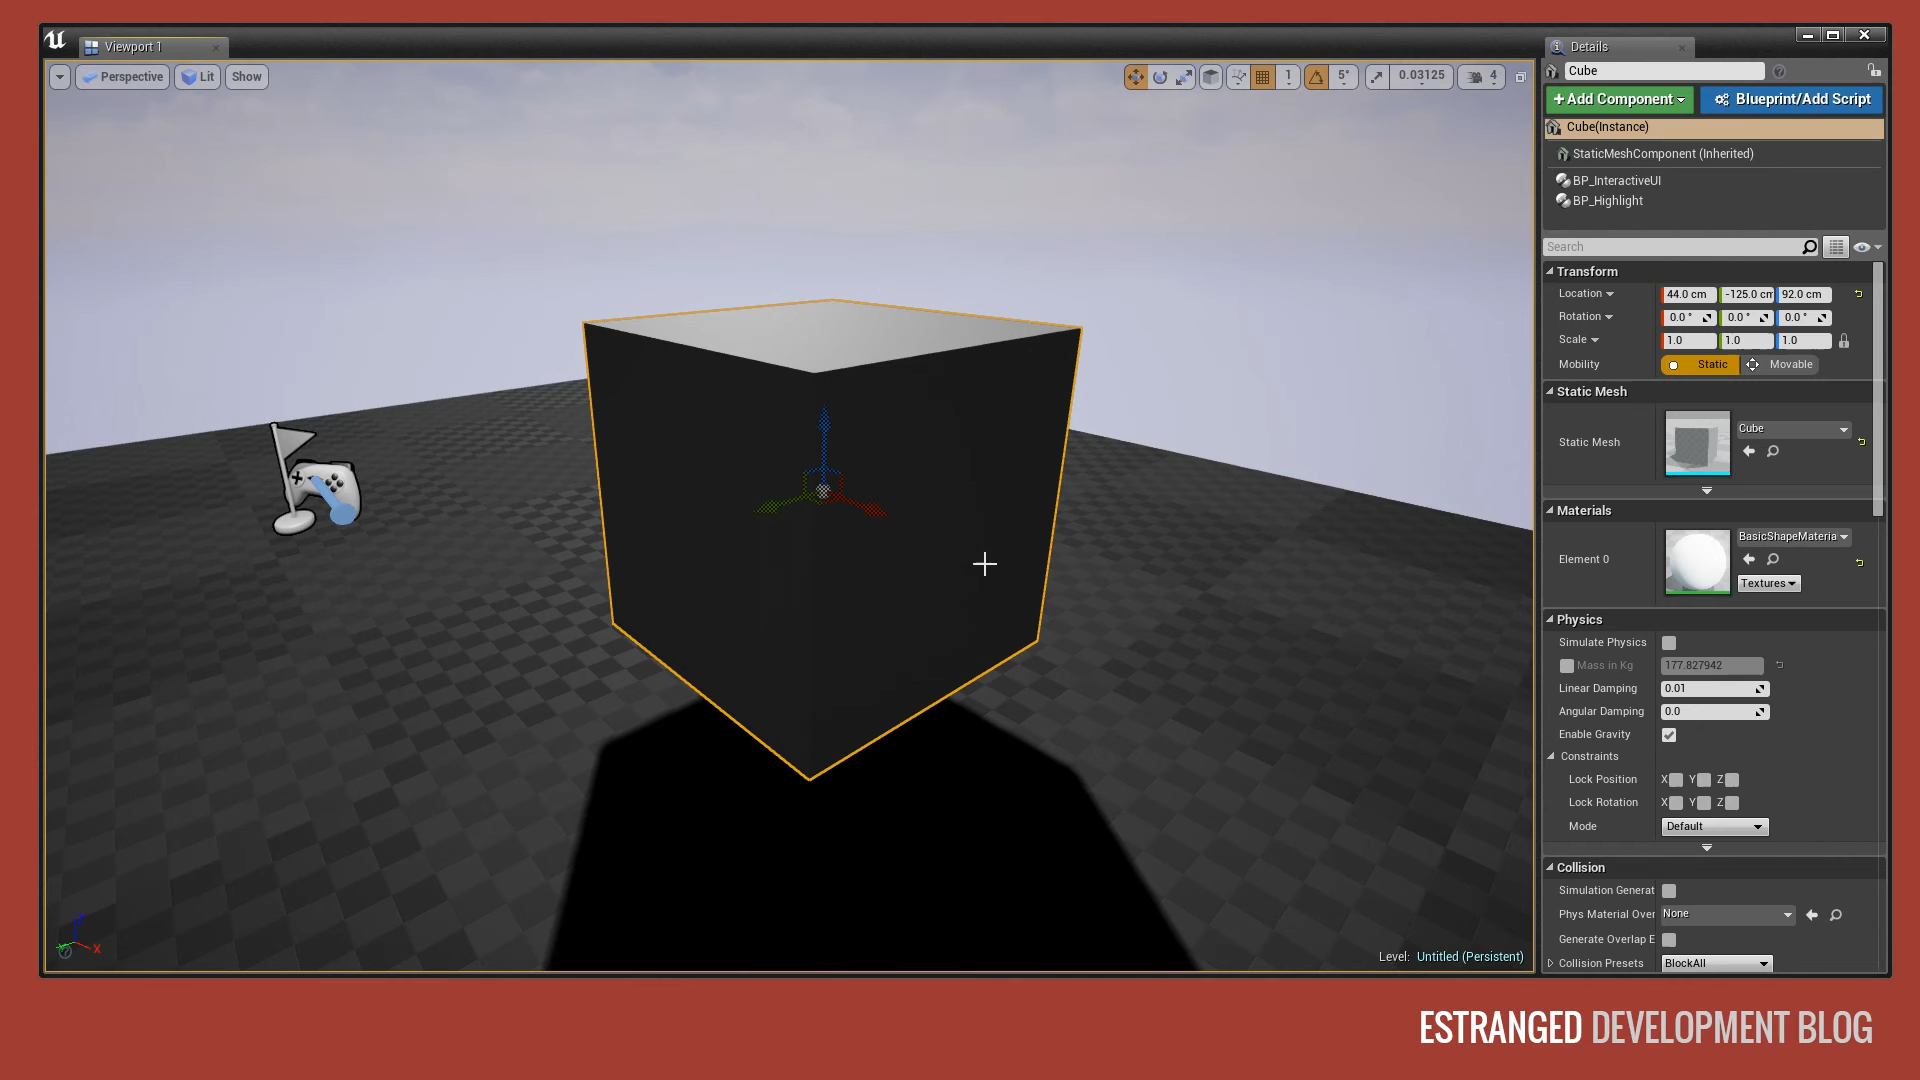 Viewport 1
Perspective
Lit
Show
1
5°
0.03125
4
Details
Cube
+Add Component
Blueprint/Add Script
Cube(Instance)
StaticMeshComponent (Inherited)
BP_InteractiveUI
BP_Highlight
Search
Transform
Location 44.0 cm -125.0 cm 92.0 cm
Rotation 0.0 ° 0.0 ° 0.0 °
Scale 1.0 1.0 1.0
Mobility Static Movable
Static Mesh
Static Mesh
Cube
Materials
Element 0
BasicShapeMateria
Textures
Physics
Simulate Physics
Mass in Kg 177.827942
Linear Damping 0.01
Angular Damping 0.0
Enable Gravity
Constraints
Lock Position X Y Z
Lock Rotation X Y Z
Mode Default
Collision
Simulation Generat
Phys Material Over None
Generate Overlap E
Collision Presets BlockAll
X
Level: Untitled (Persistent)
ESTRANGED DEVELOPMENT BLOG